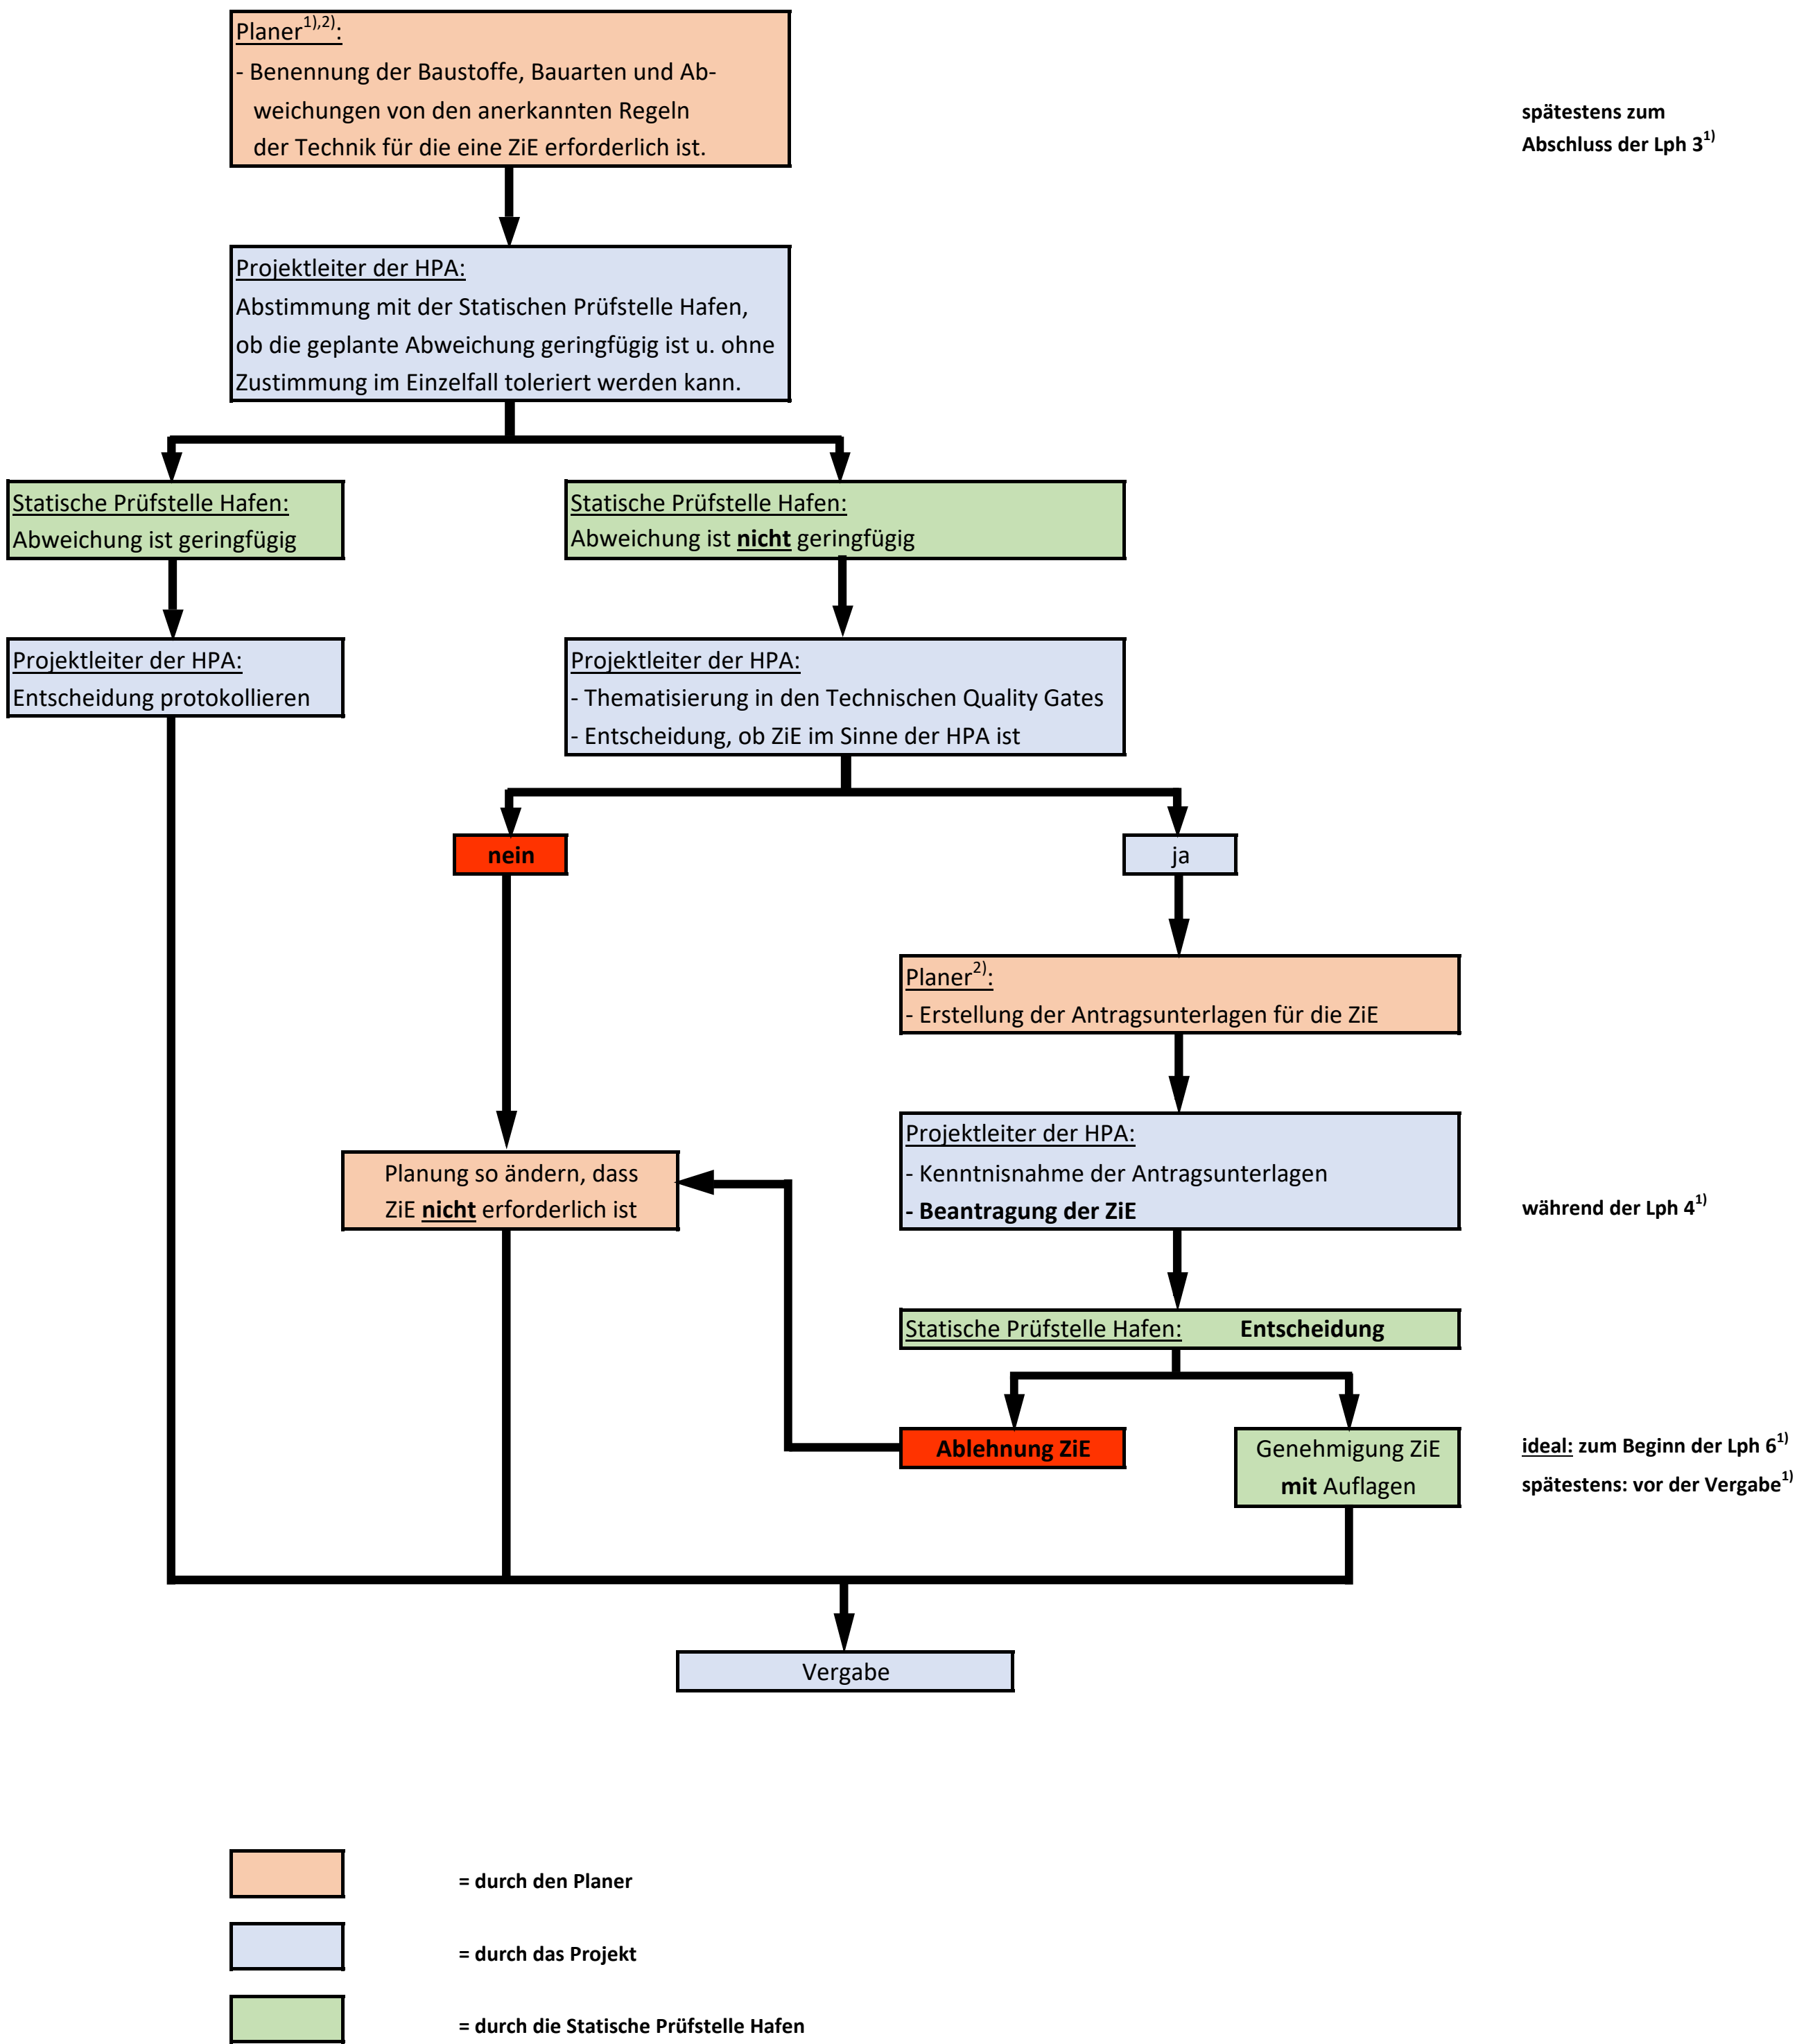 Planer1),2):
- Benennung der Baustoffe, Bauarten und Ab-
weichungen von den anerkannten Regeln
der Technik für die eine ZiE erforderlich ist.
spätestens zum
Abschluss der Lph 31)
Projektleiter der HPA:
Abstimmung mit der Statischen Prüfstelle Hafen,
ob die geplante Abweichung geringfügig ist u. ohne
Zustimmung im Einzelfall toleriert werden kann.
Statische Prüfstelle Hafen:
Abweichung ist geringfügig
Statische Prüfstelle Hafen:
Abweichung ist nicht geringfügig
Projektleiter der HPA:
Entscheidung protokollieren
Projektleiter der HPA:
- Thematisierung in den Technischen Quality Gates
- Entscheidung, ob ZiE im Sinne der HPA ist
nein
ja
Planer2):
- Erstellung der Antragsunterlagen für die ZiE
Planung so ändern, dass
ZiE nicht erforderlich ist
Projektleiter der HPA:
- Kenntnisnahme der Antragsunterlagen
- Beantragung der ZiE
während der Lph 41)
Statische Prüfstelle Hafen: Entscheidung
Ablehnung ZiE
Genehmigung ZiE
mit Auflagen
ideal: zum Beginn der Lph 61)
spätestens: vor der Vergabe1)
Vergabe
= durch den Planer
= durch das Projekt
= durch die Statische Prüfstelle Hafen